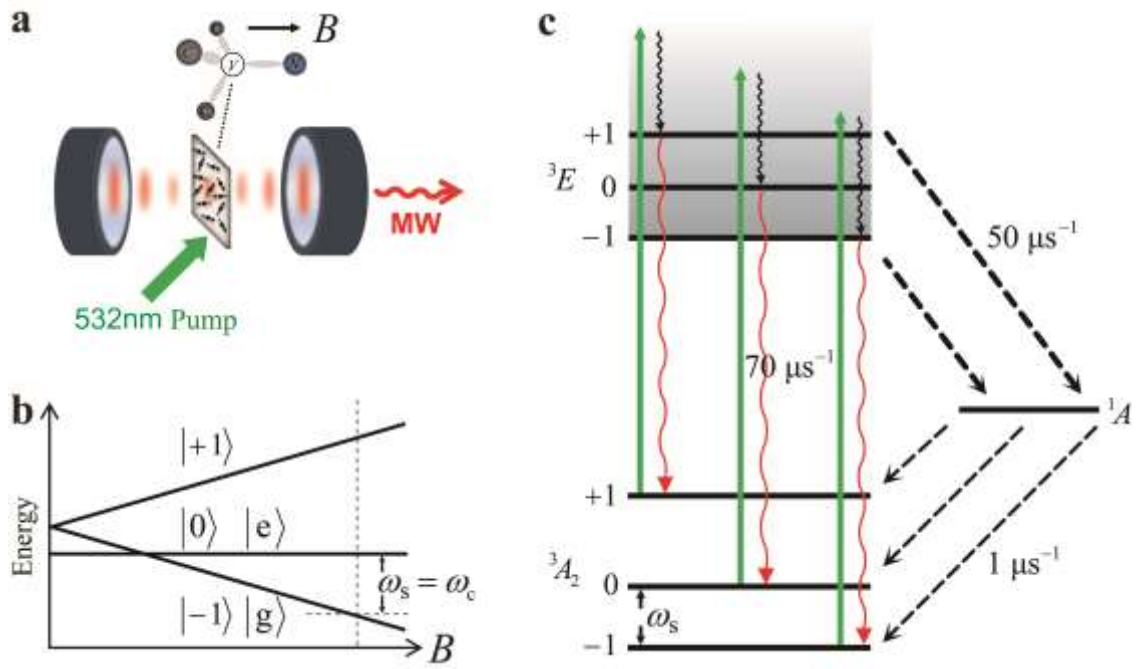 a
B
V
N
MW
532nm Pump
b
Energy
|+1⟩
|0⟩ |e⟩
|−1⟩ |g⟩
ωs = ωc
B
c
+1
³E 0
−1
50 μs⁻¹
70 μs⁻¹
¹A
+1
³A₂ 0
ωs
−1
1 μs⁻¹